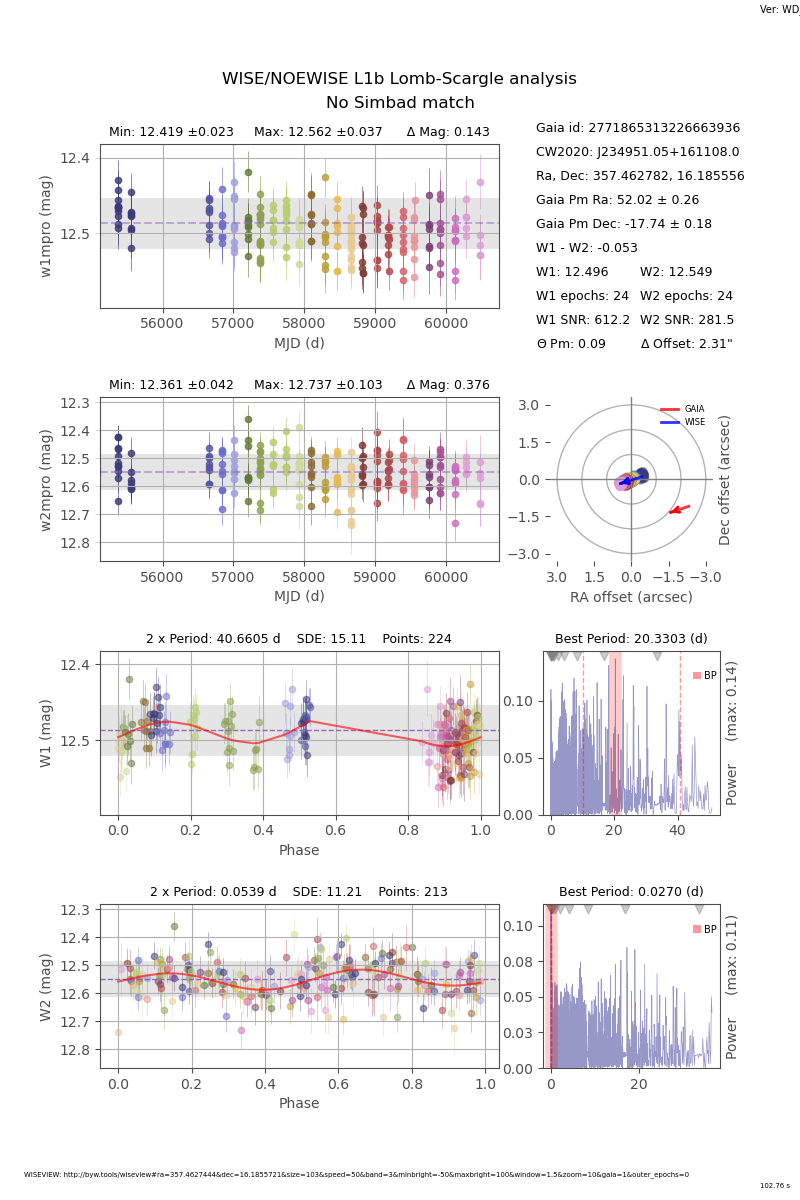 Ver: WD_
WISE/NOEWISE L1b Lomb-Scargle analysis
No Simbad match
Min: 12.419 ±0.023 Max: 12.562 ±0.037 Δ Mag: 0.143
12.4
12.5
w1mpro (mag)
56000 57000 58000 59000 60000
MJD (d)
Gaia id: 2771865313226663936
CW2020: J234951.05+161108.0
Ra, Dec: 357.462782, 16.185556
Gaia Pm Ra: 52.02 ± 0.26
Gaia Pm Dec: -17.74 ± 0.18
W1 - W2: -0.053
W1: 12.496 W2: 12.549
W1 epochs: 24 W2 epochs: 24
W1 SNR: 612.2 W2 SNR: 281.5
Θ Pm: 0.09 Δ Offset: 2.31"
Min: 12.361 ±0.042 Max: 12.737 ±0.103 Δ Mag: 0.376
12.3
12.4
12.5
12.6
12.7
12.8
w2mpro (mag)
56000 57000 58000 59000 60000
MJD (d)
GAIA
WISE
3.0
1.5
0.0
−1.5
−3.0
Dec offset (arcsec)
3.0 1.5 0.0 −1.5 −3.0
RA offset (arcsec)
2 x Period: 40.6605 d SDE: 15.11 Points: 224
12.4
12.5
W1 (mag)
0.0 0.2 0.4 0.6 0.8 1.0
Phase
Best Period: 20.3303 (d)
BP
0.10
0.05
0.00
Power (max: 0.14)
0 20 40
2 x Period: 0.0539 d SDE: 11.21 Points: 213
12.3
12.4
12.5
12.6
12.7
12.8
W2 (mag)
0.0 0.2 0.4 0.6 0.8 1.0
Phase
Best Period: 0.0270 (d)
BP
0.10
0.08
0.05
0.03
0.00
Power (max: 0.11)
0 20
WISEVIEW: http://byw.tools/wiseview#ra=357.4627444&dec=16.1855721&size=103&speed=50&band=3&minbright=-50&maxbright=100&window=1.5&zoom=10&gaia=1&outer_epochs=0
102.76 s